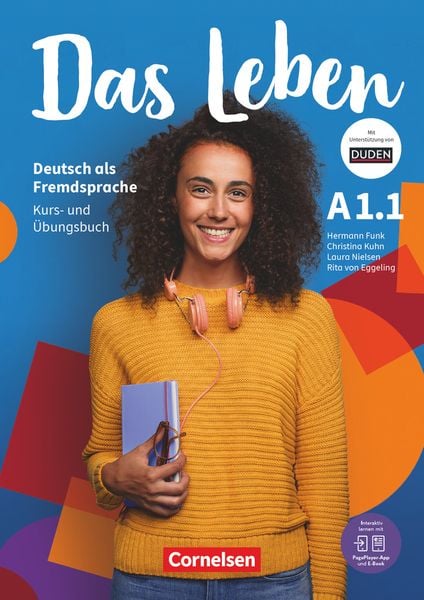 Das Leben
Mit
Unterstützung von
DUDEN
Deutsch als
Fremdsprache
Kurs- und
Übungsbuch
A1.1
Hermann Funk
Christina Kuhn
Laura Nielsen
Rita von Eggeling
Interaktiv
lernen mit
PagePlayer-App
und E-Book
Cornelsen